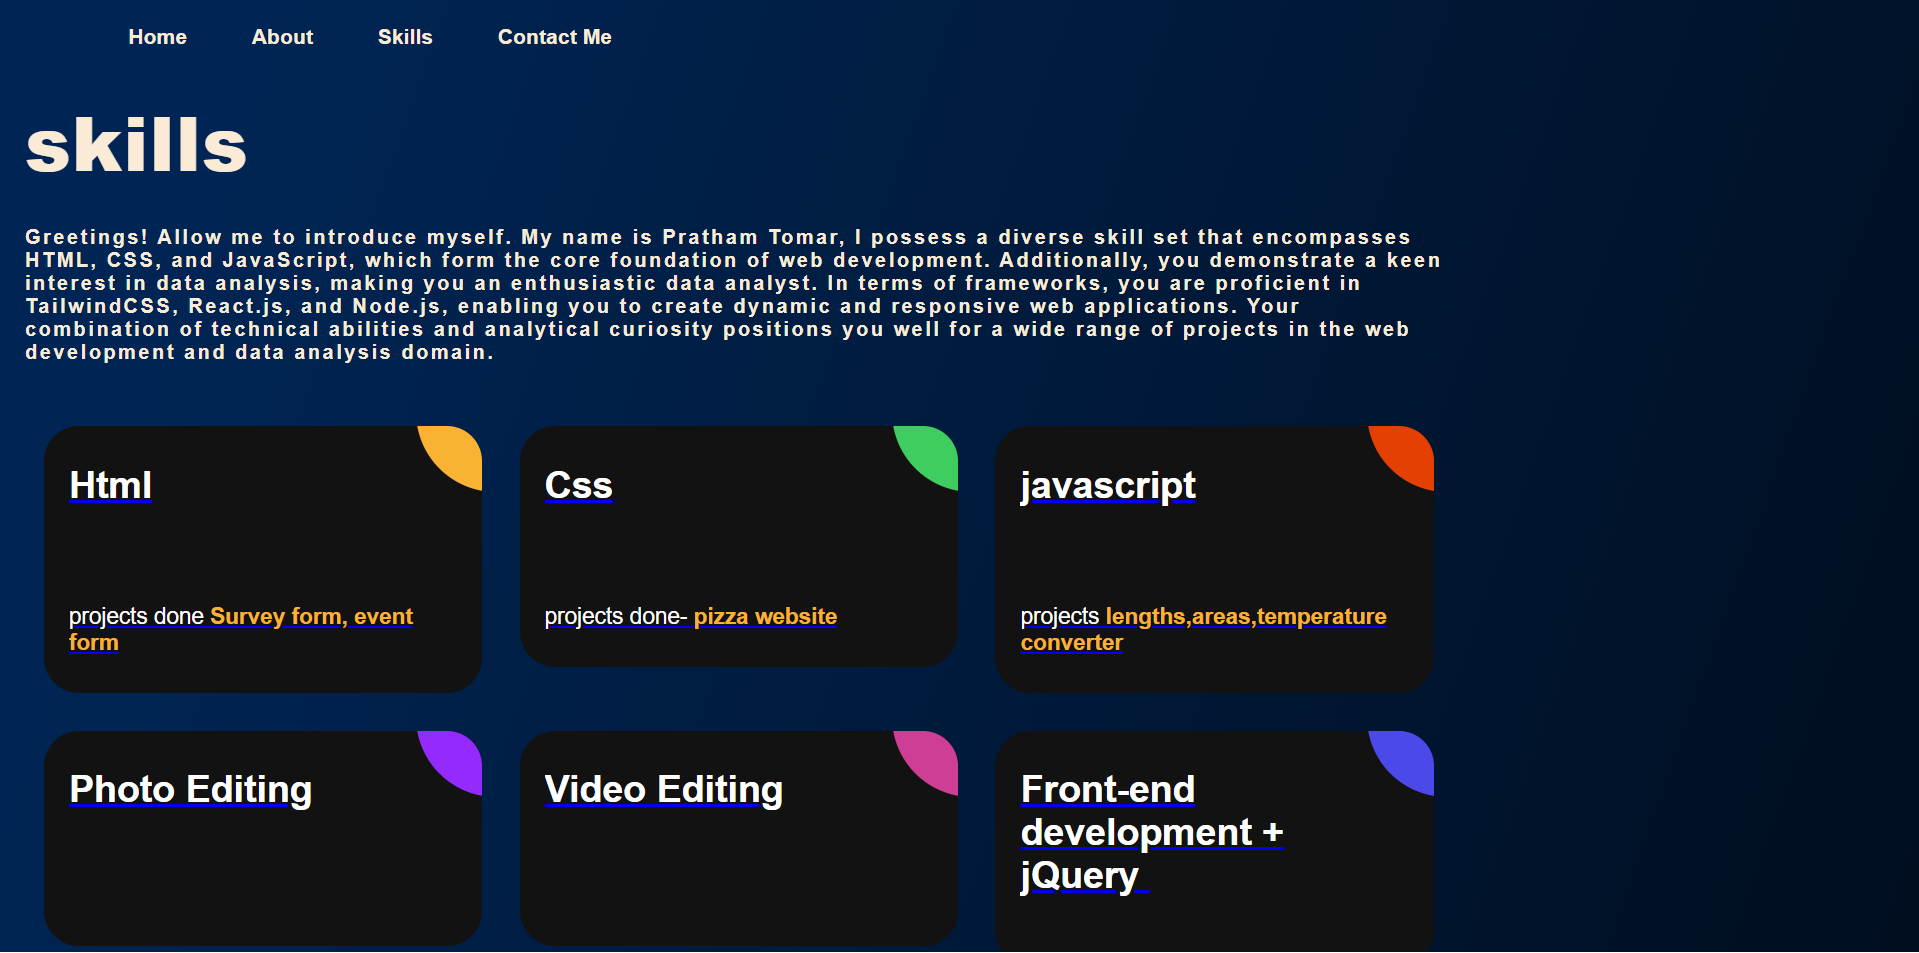 Home About Skills Contact Me
skills
Greetings! Allow me to introduce myself. My name is Pratham Tomar, I possess a diverse skill set that encompasses
HTML, CSS, and JavaScript, which form the core foundation of web development. Additionally, you demonstrate a keen
interest in data analysis, making you an enthusiastic data analyst. In terms of frameworks, you are proficient in
TailwindCSS, React.js, and Node.js, enabling you to create dynamic and responsive web applications. Your
combination of technical abilities and analytical curiosity positions you well for a wide range of projects in the web
development and data analysis domain.
Html
projects done Survey form, event
form
Css
projects done- pizza website
javascript
projects lengths,areas,temperature
converter
Photo Editing
Video Editing
Front-end
development +
jQuery